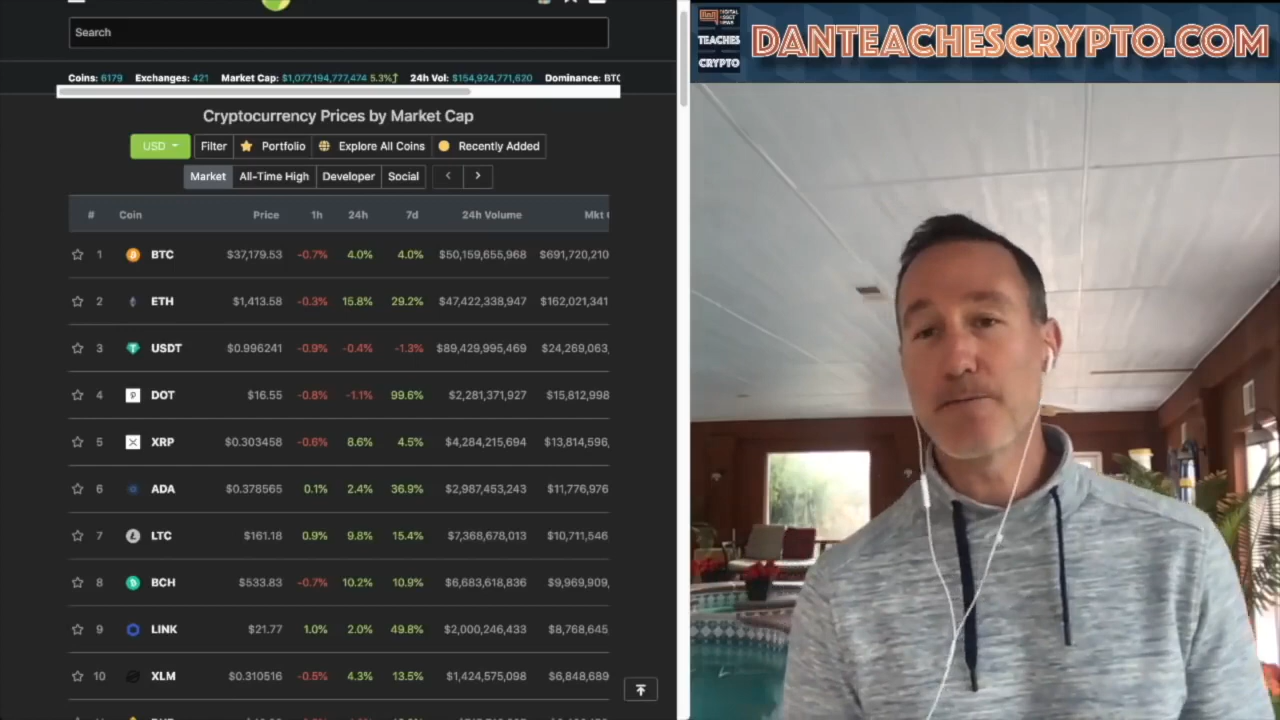 Search
Coins: 6179 Exchanges: 421 Market Cap: $1,077,194,777,474 5.3% 24h Vol: $154,924,771,620 Dominance: BTC
Cryptocurrency Prices by Market Cap
USD Filter Portfolio Explore All Coins Recently Added
Market All-Time High Developer Social
# Coin Price 1h 24h 7d 24h Volume Mkt
1 BTC $37,179.53 -0.7% 4.0% 4.0% $50,159,655,968 $691,720,210
2 ETH $1,413.58 -0.3% 15.8% 29.2% $47,422,338,947 $162,021,341
3 USDT $0.996241 -0.9% -0.4% -1.3% $89,429,995,469 $24,269,063,
4 DOT $16.55 -0.8% -1.1% 99.6% $2,281,371,927 $15,812,998
5 XRP $0.303458 -0.6% 8.6% 4.5% $4,284,215,694 $13,814,596,
6 ADA $0.378565 0.1% 2.4% 36.9% $2,987,453,243 $11,776,976
7 LTC $161.18 0.9% 9.8% 15.4% $7,368,678,013 $10,711,546
8 BCH $533.83 -0.7% 10.2% 10.9% $6,683,618,836 $9,969,909,
9 LINK $21.77 1.0% 2.0% 49.8% $2,000,246,433 $8,768,645
10 XLM $0.310516 -0.5% 4.3% 13.5% $1,424,575,098 $6,848,689
DIGITAL
ASSET
TEACHES
CRYPTO
DANTEACHESCRYPTO.COM